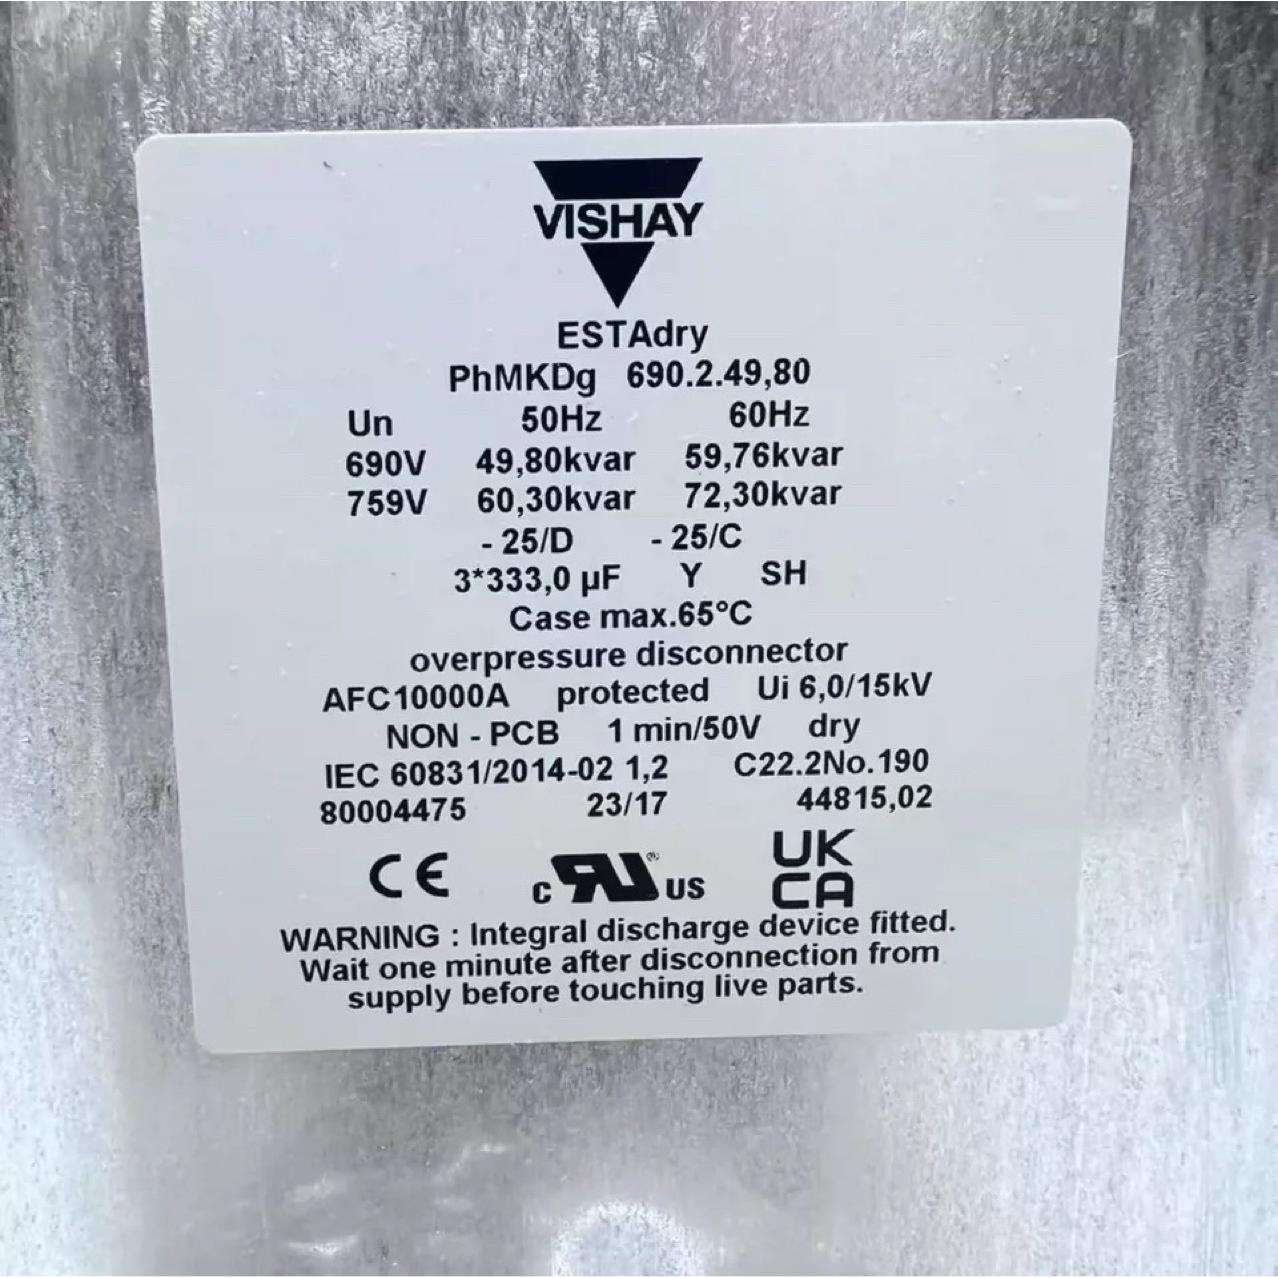 VISHAY
ESTAdry
PhMKDg 690.2.49,80
Un 50Hz 60Hz
690V 49,80kvar 59,76kvar
759V 60,30kvar 72,30kvar
- 25/D - 25/C
3*333,0 µF Y SH
Case max.65°C
overpressure disconnector
AFC10000A protected Ui 6,0/15kV
NON - PCB 1 min/50V dry
IEC 60831/2014-02 1,2 C22.2No.190
80004475 23/17 44815,02
CE c RU ® US UK CA
WARNING : Integral discharge device fitted.
Wait one minute after disconnection from
supply before touching live parts.